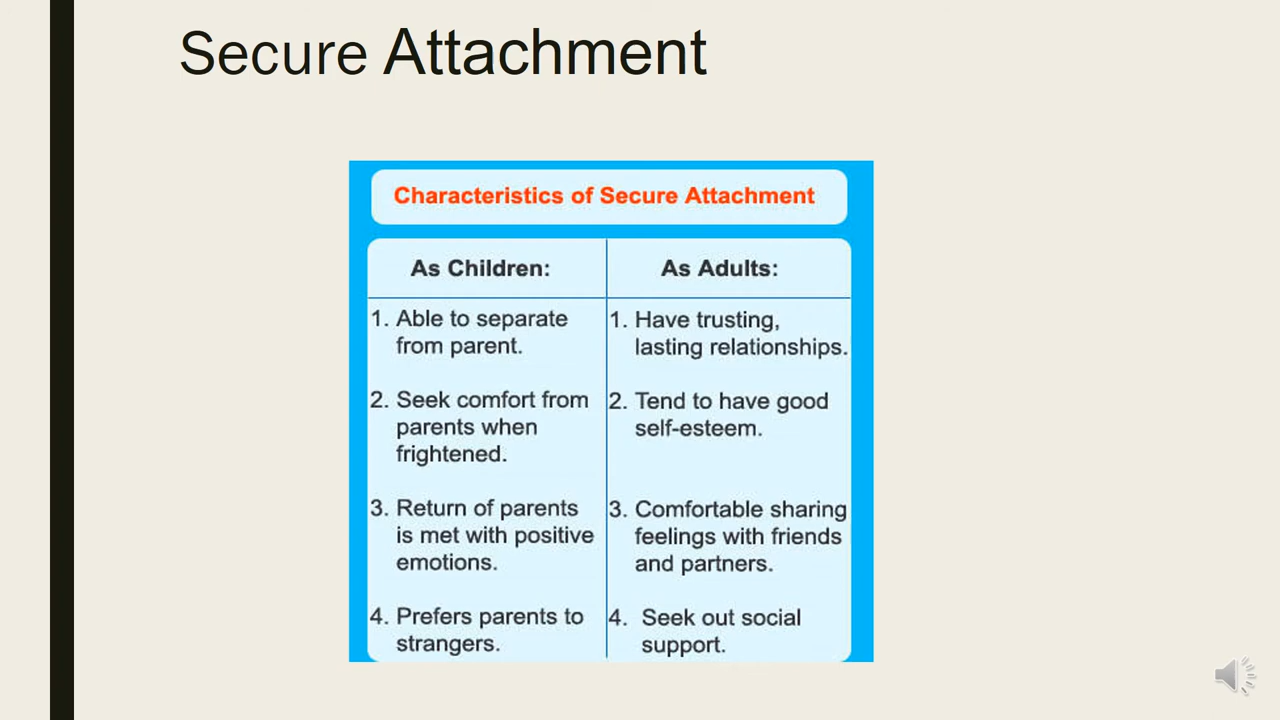 Secure Attachment
Characteristics of Secure Attachment
As Children:
1. Able to separate
from parent.
2. Seek comfort from
parents when
frightened.
3. Return of parents
is met with positive
emotions.
4. Prefers parents to
strangers.
As Adults:
1. Have trusting,
lasting relationships.
2. Tend to have good
self-esteem.
3. Comfortable sharing
feelings with friends
and partners.
4. Seek out social
support.